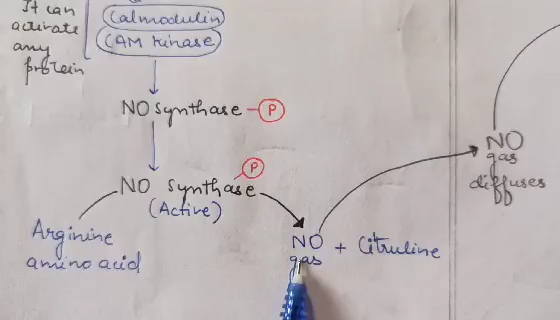 It can
activate
any
protein
Calmodulin
CAM kinase
NO synthase - P
NO synthase P
(Active)
Arginine
amino acid
NO
gas
+ Citruline
NO
gas
diffuses